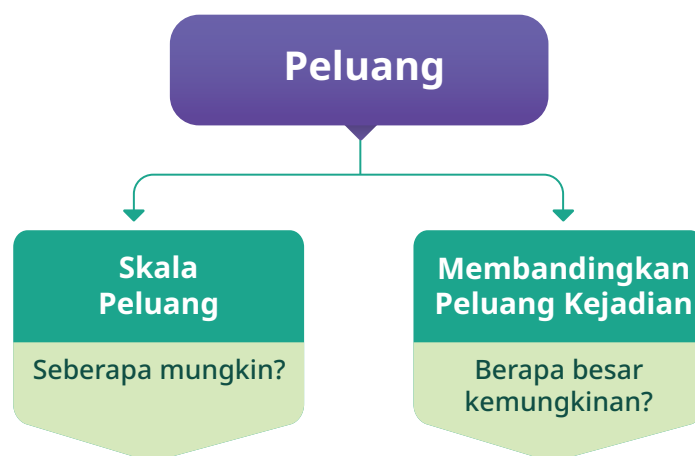 Peluang
Skala
Peluang
Seberapa mungkin?
Membandingkan
Peluang Kejadian
Berapa besar
kemungkinan?